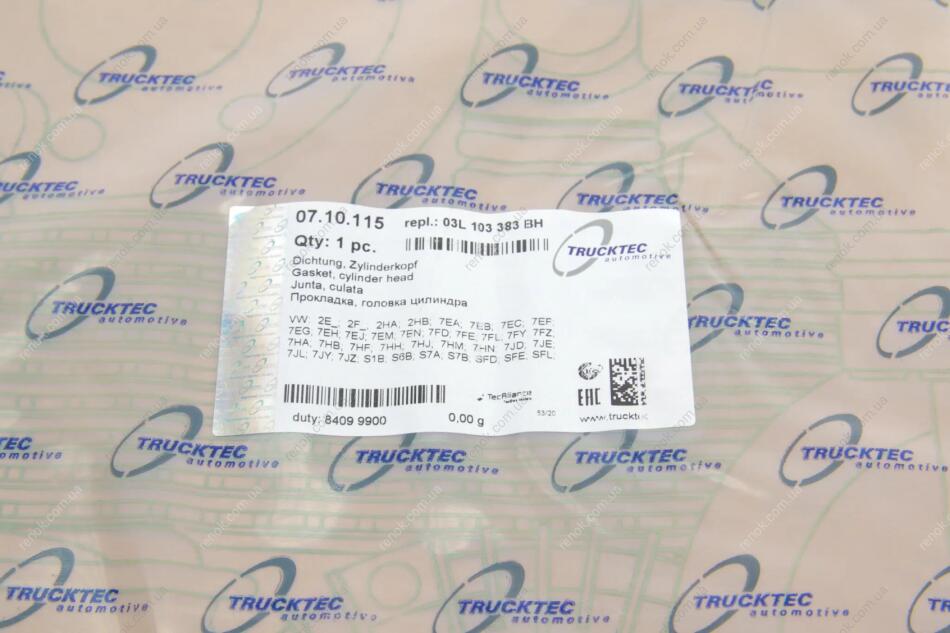 07.10.115 repl.: 03L 103 383 BH
Qty: 1 pc.
TRUCKTEC
automotive
Dichtung, Zylinderkopf
Gasket, cylinder head
Junta, culata
Прокладка, головка цилиндра
VW: 2E_; 2F_; 2HA; 2HB; 7EA; 7EB; 7EC; 7EF;
7EG; 7EH; 7EJ; 7EM; 7EN; 7FD; 7FE; 7FL; 7FY; 7FZ;
7HA; 7HB; 7HF; 7HH; 7HJ; 7HM; 7HN; 7JD; 7JE;
7JL; 7JY; 7JZ; S1B; S6B; S7A; S7B; SFD; SFE; SFL;
TecAlliance
EAC
duty: 8409 9900 0,00 g 53/20 www.trucktec
TRUCKTEC
automotive
renok.com.ua